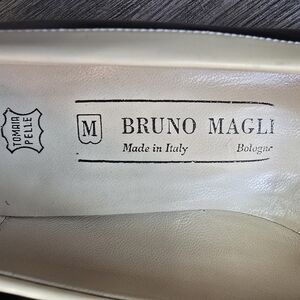 TOMAIA
PELLE
M
BRUNO MAGLI
Made in Italy Bologna